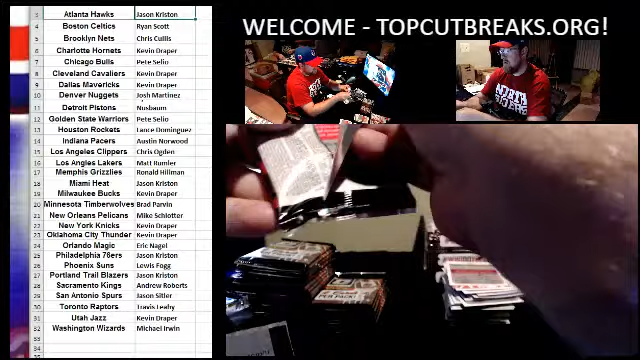 WELCOME - TOPCUTBREAKS.ORG!
3 Atlanta Hawks Jason Kriston
4 Boston Celtics Ryan Scott
5 Brooklyn Nets Chris Cullis
6 Charlotte Hornets Kevin Draper
7 Chicago Bulls Pete Selio
8 Cleveland Cavaliers Kevin Draper
9 Dallas Mavericks Kevin Draper
10 Denver Nuggets Josh Martinez
11 Detroit Pistons Nusbaum
12 Golden State Warriors Pete Selio
13 Houston Rockets Lance Dominguez
14 Indiana Pacers Austin Norwood
15 Los Angeles Clippers Chris Ogden
16 Los Angles Lakers Matt Rumler
17 Memphis Grizzlies Ronald Hillman
18 Miami Heat Jason Kriston
19 Milwaukee Bucks Kevin Draper
20 Minnesota Timberwolves Brad Parvin
21 New Orleans Pelicans Mike Schlotter
22 New York Knicks Kevin Draper
23 Oklahoma City Thunder Kevin Draper
24 Orlando Magic Eric Nagel
25 Philadelphia 76ers Jason Kriston
26 Phoenix Suns Lewis Fogg
27 Portland Trail Blazers Jason Kriston
28 Sacramento Kings Andrew Roberts
29 San Antonio Spurs Jason Sitler
30 Toronto Raptors Travis Leahy
31 Utah Jazz Kevin Draper
32 Washington Wizards Michael Irwin
33
34
PER PACK!